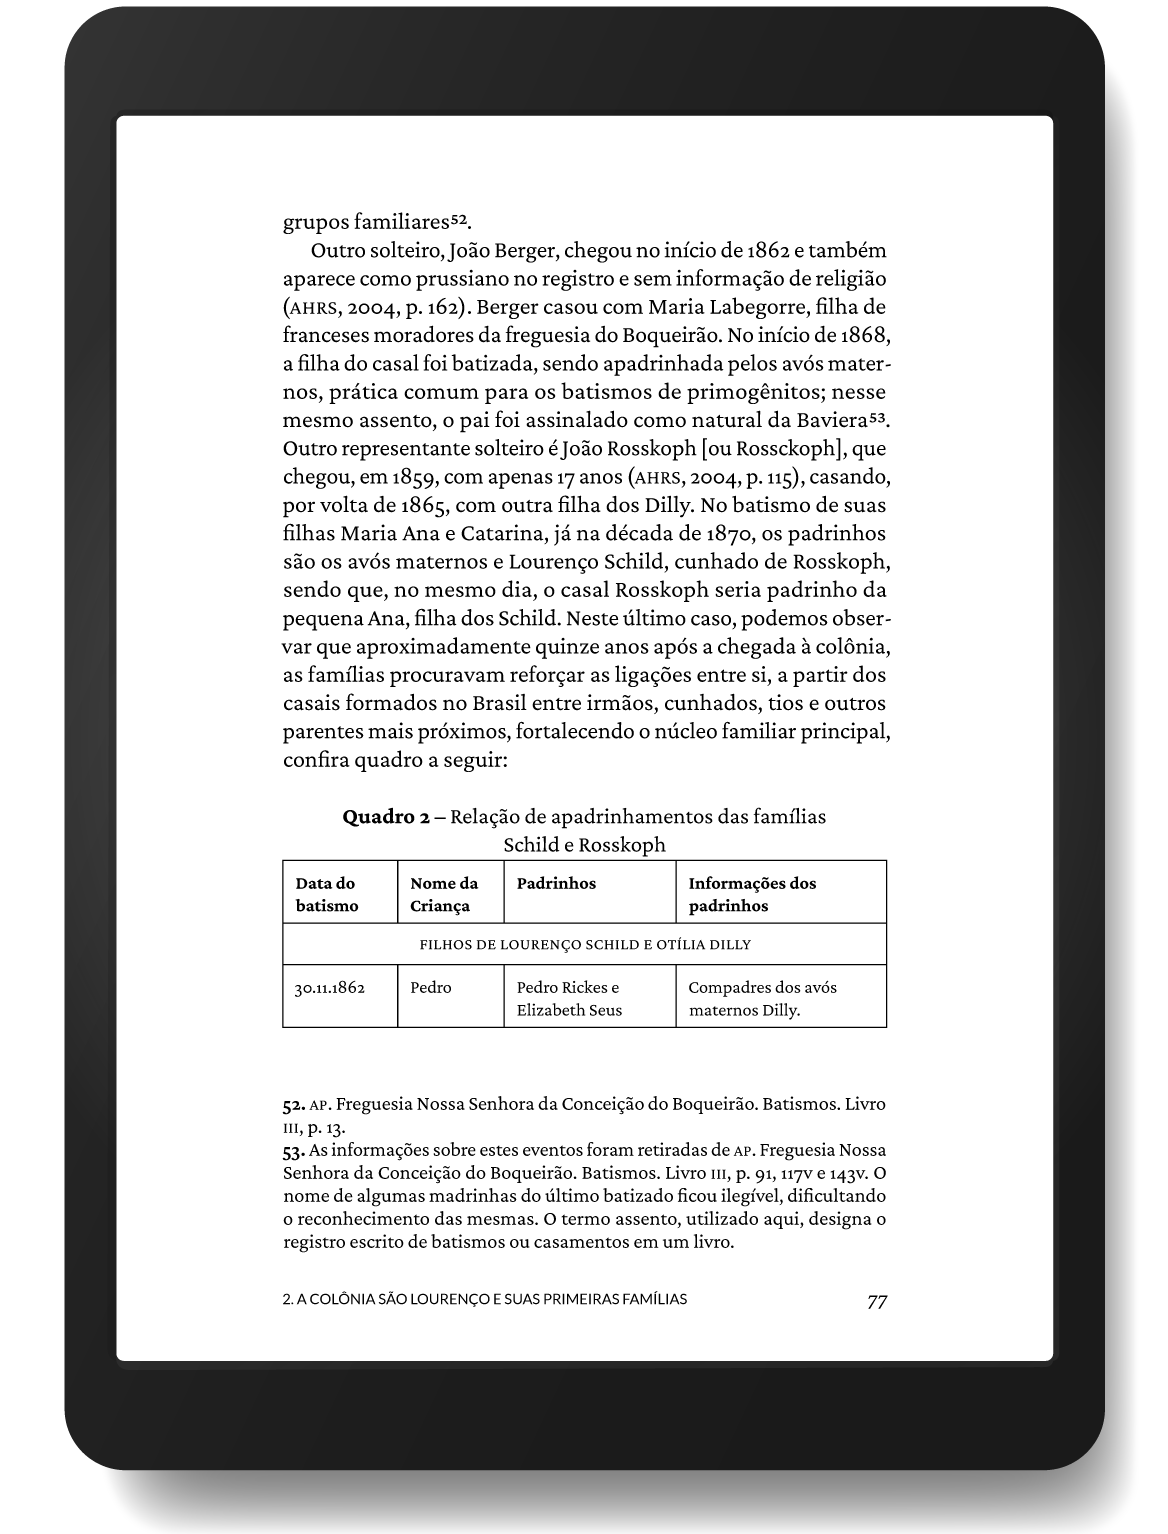 grupos familiares⁵².
Outro solteiro, João Berger, chegou no início de 1862 e também
aparece como prussiano no registro e sem informação de religião
(AHRS, 2004, p. 162). Berger casou com Maria Labegorre, filha de
franceses moradores da freguesia do Boqueirão. No início de 1868,
a filha do casal foi batizada, sendo apadrinhada pelos avós mater-
nos, prática comum para os batismos de primogênitos; nesse
mesmo assento, o pai foi assinalado como natural da Baviera⁵³.
Outro representante solteiro é João Rosskoph [ou Rossckoph], que
chegou, em 1859, com apenas 17 anos (AHRS, 2004, p. 115), casando,
por volta de 1865, com outra filha dos Dilly. No batismo de suas
filhas Maria Ana e Catarina, já na década de 1870, os padrinhos
são os avós maternos e Lourenço Schild, cunhado de Rosskoph,
sendo que, no mesmo dia, o casal Rosskoph seria padrinho da
pequena Ana, filha dos Schild. Neste último caso, podemos obser-
var que aproximadamente quinze anos após a chegada à colônia,
as famílias procuravam reforçar as ligações entre si, a partir dos
casais formados no Brasil entre irmãos, cunhados, tios e outros
parentes mais próximos, fortalecendo o núcleo familiar principal,
confira quadro a seguir:
Quadro 2 – Relação de apadrinhamentos das famílias
Schild e Rosskoph
Data do batismo
Nome da Criança
Padrinhos
Informações dos padrinhos
FILHOS DE LOURENÇO SCHILD E OTÍLIA DILLY
30.11.1862
Pedro
Pedro Rickes e
Elizabeth Seus
Compadres dos avós
maternos Dilly.
52. AP. Freguesia Nossa Senhora da Conceição do Boqueirão. Batismos. Livro
III, p. 13.
53. As informações sobre estes eventos foram retiradas de AP. Freguesia Nossa
Senhora da Conceição do Boqueirão. Batismos. Livro III, p. 91, 117v e 143v. O
nome de algumas madrinhas do último batizado ficou ilegível, dificultando
o reconhecimento das mesmas. O termo assento, utilizado aqui, designa o
registro escrito de batismos ou casamentos em um livro.
2. A COLÔNIA SÃO LOURENÇO E SUAS PRIMEIRAS FAMÍLIAS
77